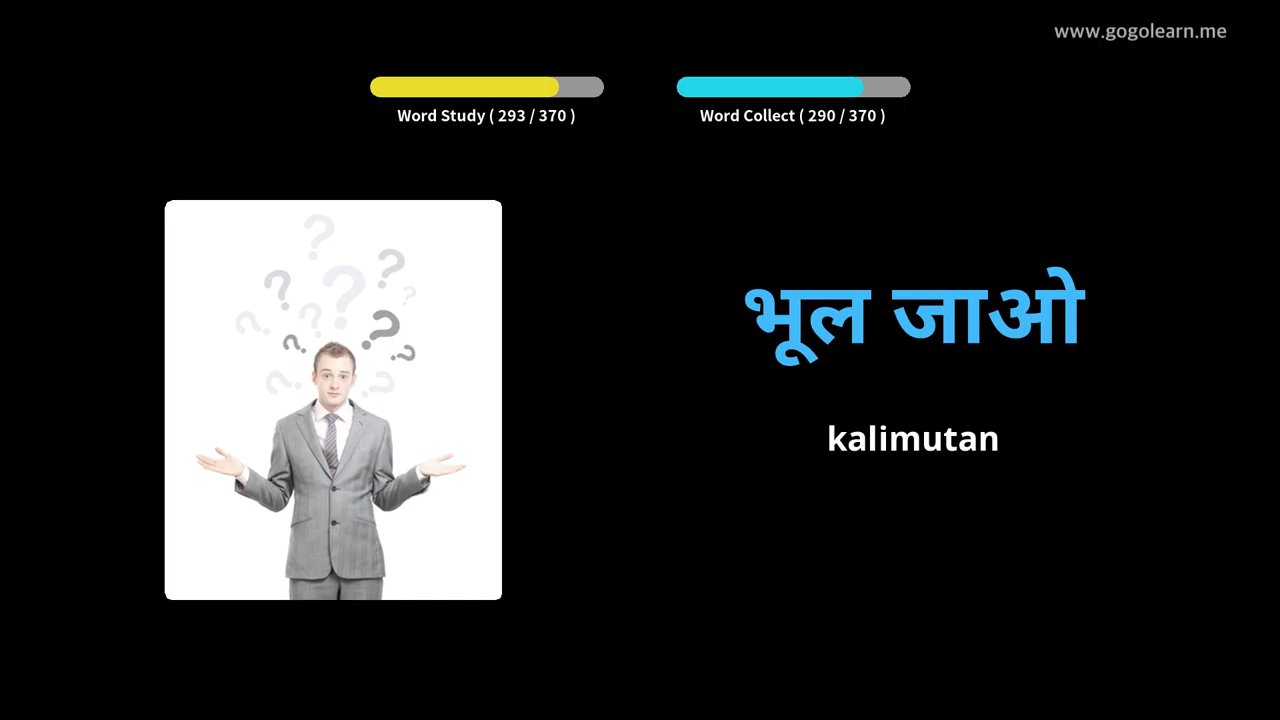 www.gogolearn.me
Word Study ( 293 / 370 )
Word Collect ( 290 / 370 )
भूल जाओ
kalimutan